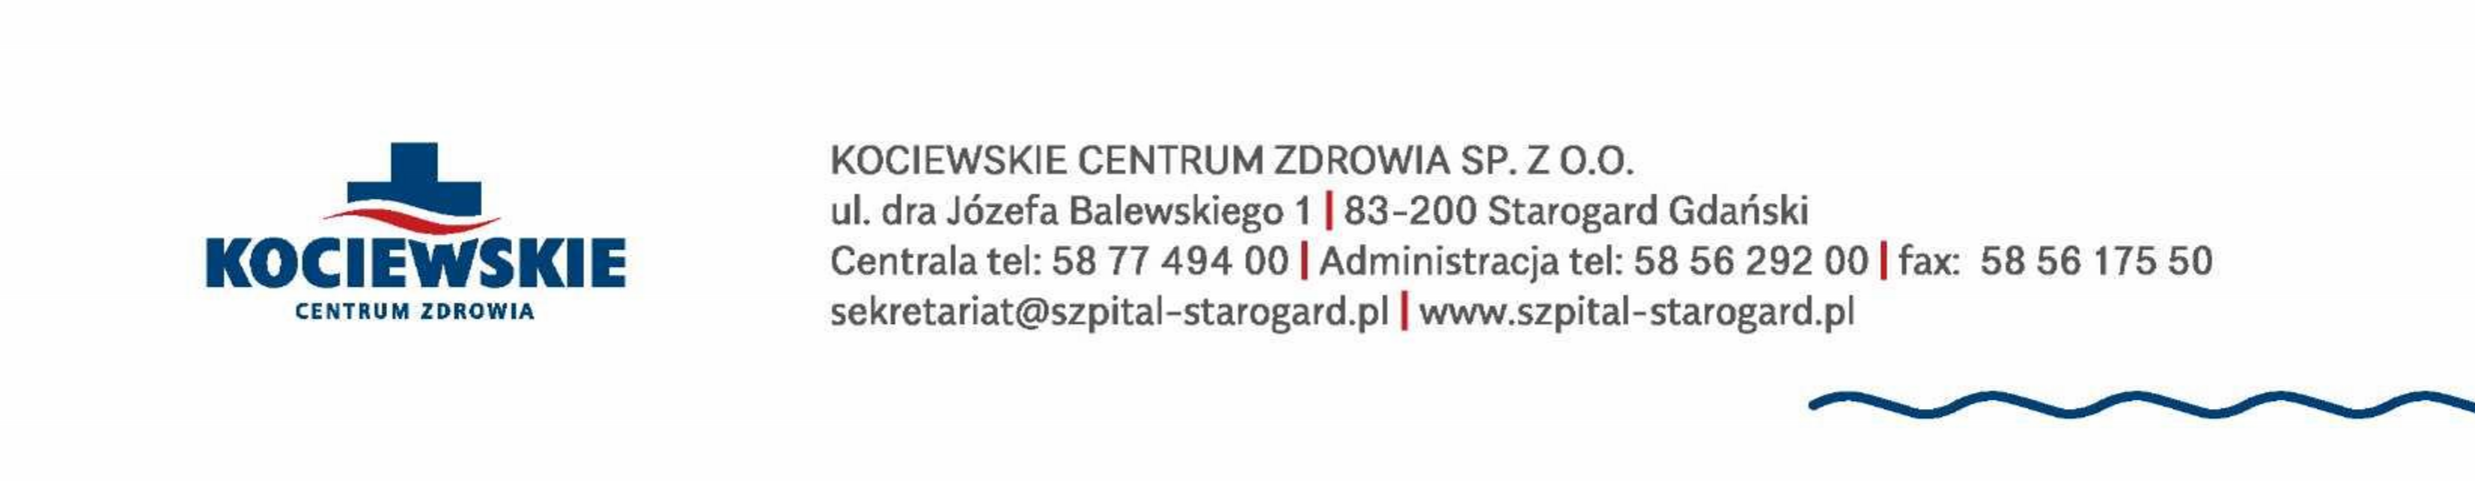 KOCIEWSKIE
CENTRUM ZDROWIA
KOCIEWSKIE CENTRUM ZDROWIA SP. Z O.O.
ul. dra Józefa Balewskiego 1 | 83-200 Starogard Gdański
Centrala tel: 58 77 494 00 | Administracja tel: 58 56 292 00 | fax: 58 56 175 50
sekretariat@szpital-starogard.pl | www.szpital-starogard.pl